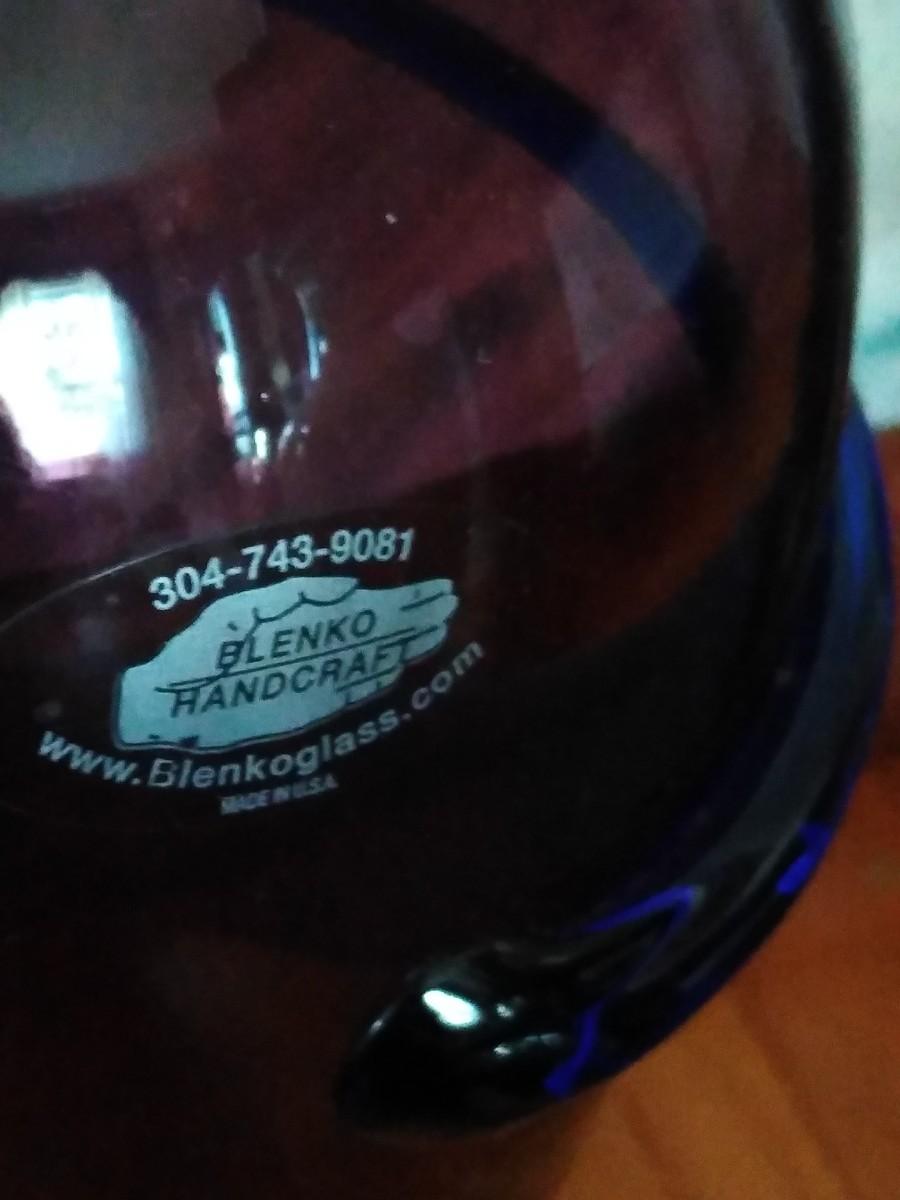 304-743-9081
BLENKO
HANDCRAFT
www.Blenkoglass.com
MADE IN U.S.A.